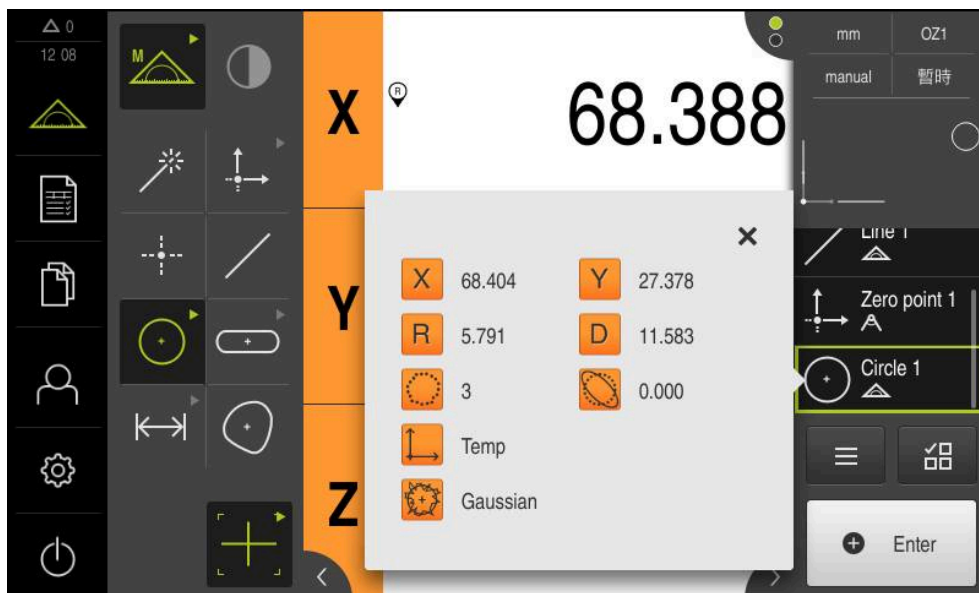 0
12 08
M
X
R
68.388
mm
OZ1
manual
暫時
Y
Z
X
68.404
Y
27.378
R
5.791
D
11.583
3
0.000
Temp
Gaussian
Line 1
Zero point 1
Circle 1
Enter